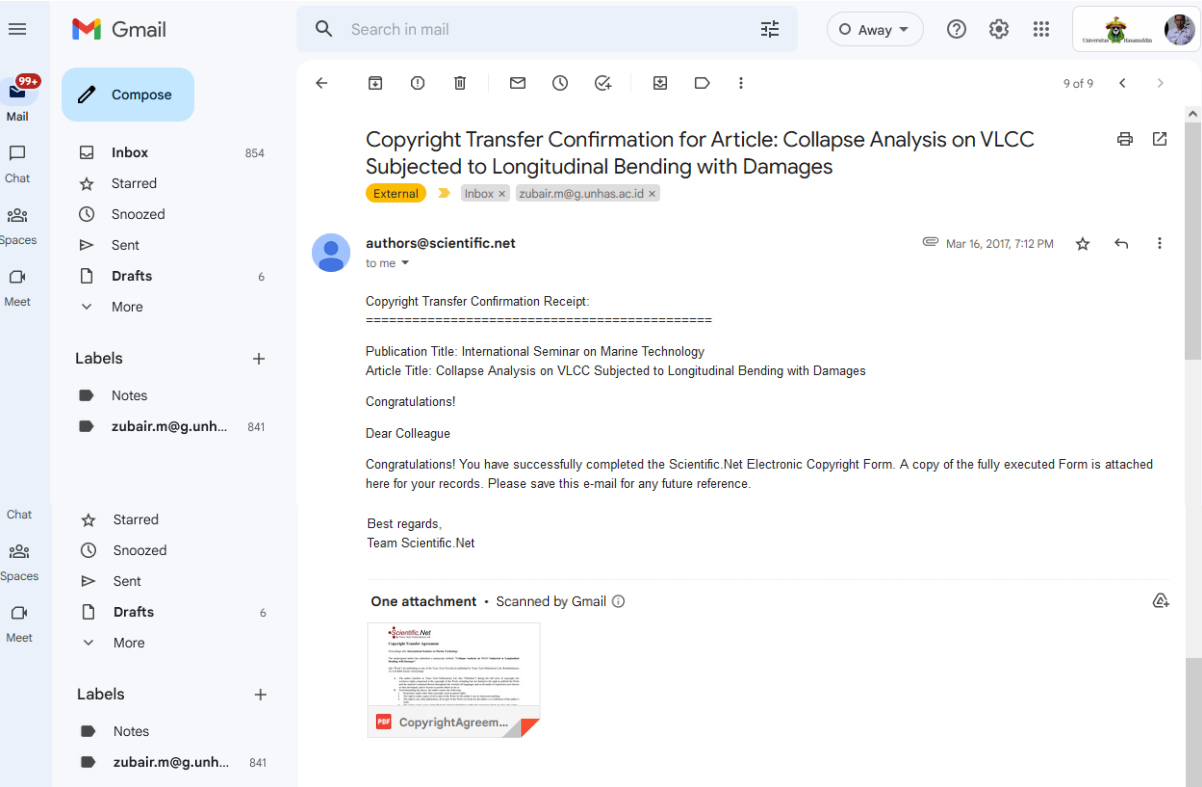 Gmail
Search in mail
Away
99+
Mail
Chat
Spaces
Meet
Compose
Inbox 854
Starred
Snoozed
Sent
Drafts 6
More
Labels
Notes
zubair.m@g.unh... 841
9 of 9
Copyright Transfer Confirmation for Article: Collapse Analysis on VLCC
Subjected to Longitudinal Bending with Damages
External Inbox × zubair.m@g.unhas.ac.id ×
authors@scientific.net
Mar 16, 2017, 7:12 PM
to me
Copyright Transfer Confirmation Receipt:
=============================================
Publication Title: International Seminar on Marine Technology
Article Title: Collapse Analysis on VLCC Subjected to Longitudinal Bending with Damages
Congratulations!
Dear Colleague
Congratulations! You have successfully completed the Scientific.Net Electronic Copyright Form. A copy of the fully executed Form is attached
here for your records. Please save this e-mail for any future reference.
Best regards,
Team Scientific.Net
Chat
Spaces
Meet
Starred
Snoozed
Sent
Drafts 6
More
Labels
Notes
zubair.m@g.unh... 841
One attachment • Scanned by Gmail
Scientific.Net
Copyright Transfer Agreement
PDF CopyrightAgreem...